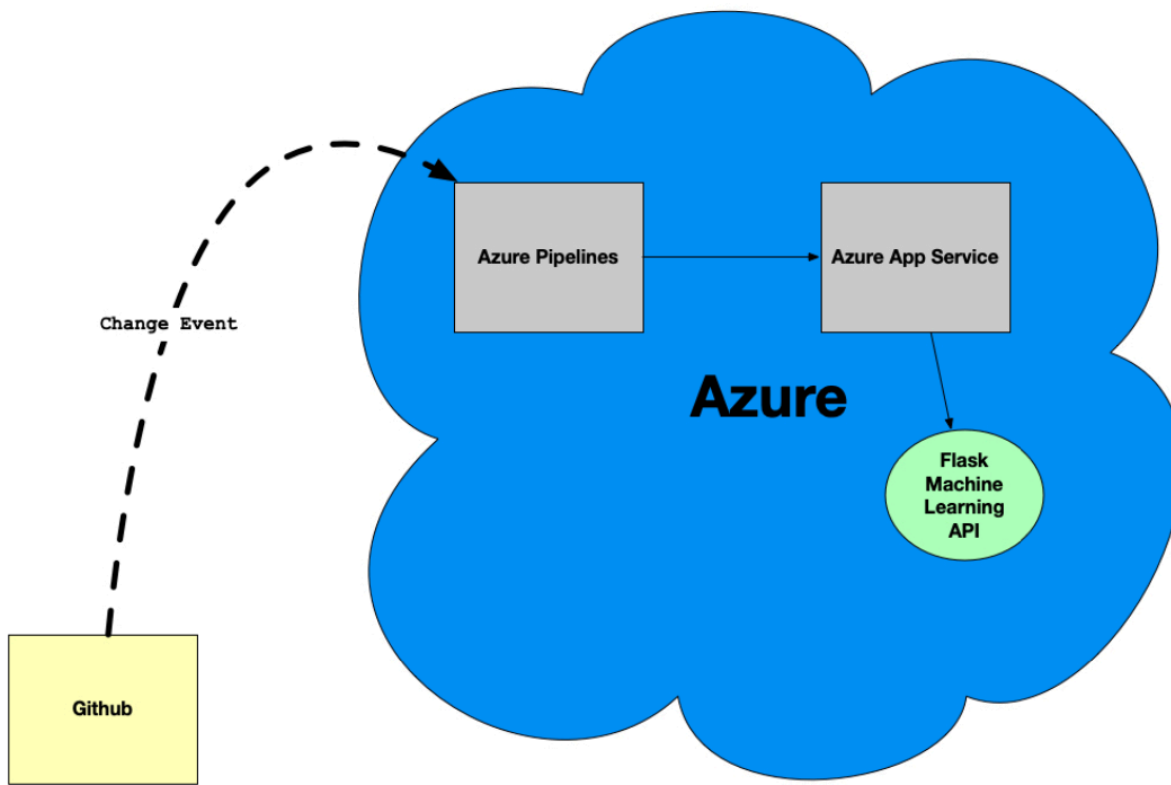 Azure Pipelines
Azure App Service
Change Event
Azure
Flask
Machine
Learning
API
Github